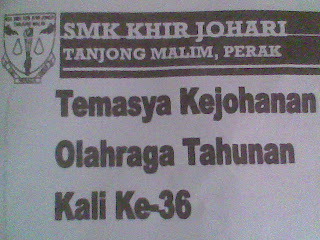 SMK KHIR JOHARI
TANJONG MALIM, PERAK
Temasya Kejohanan
Olahraga Tahunan
Kali Ke-36